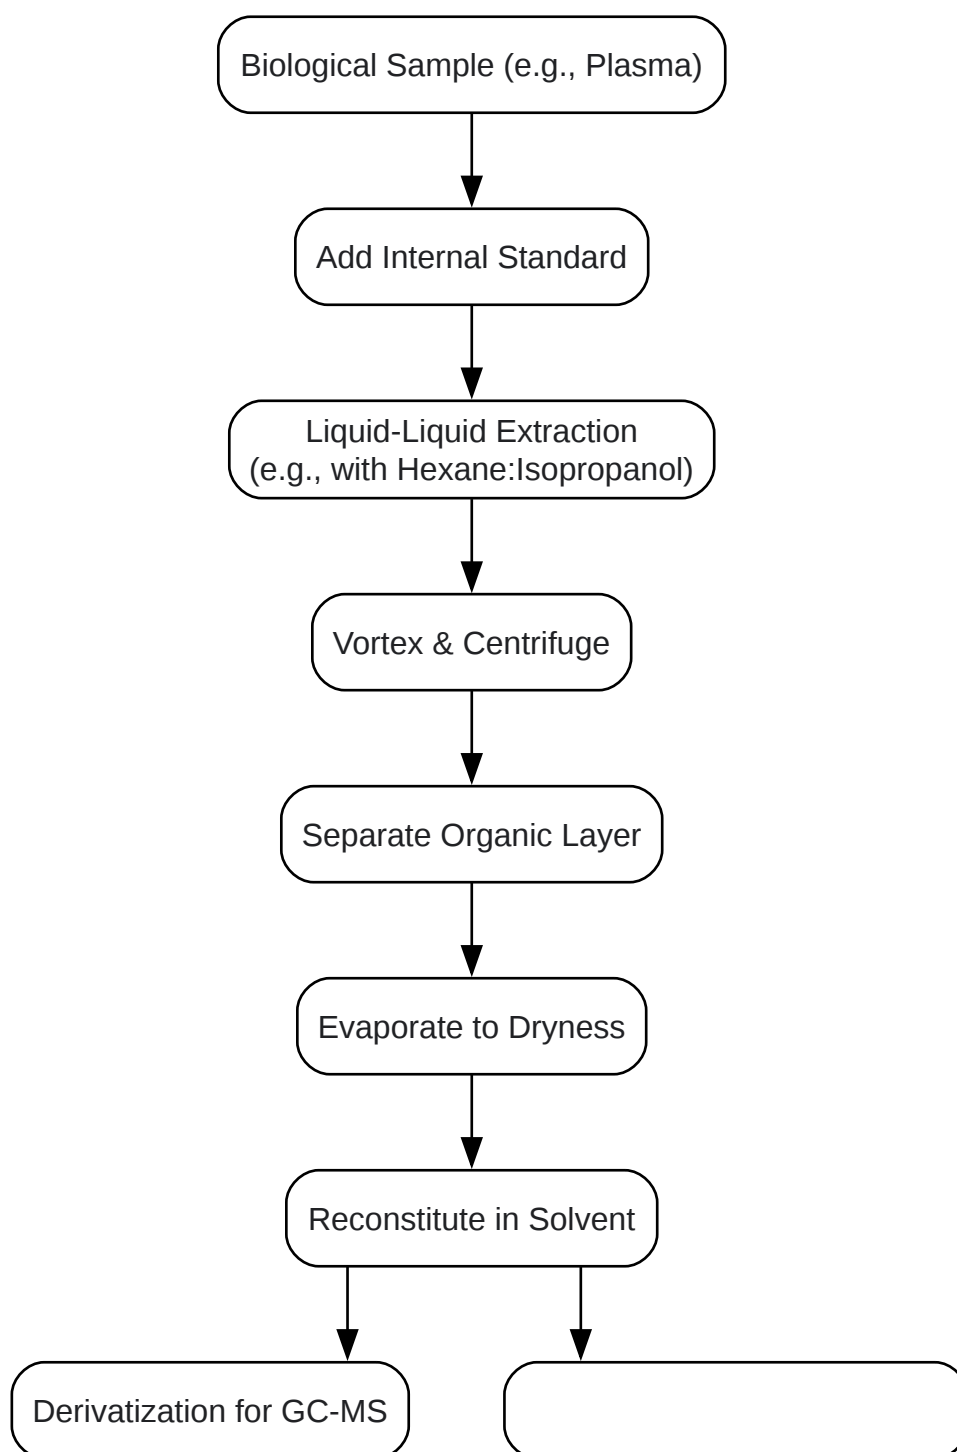 Biological Sample (e.g., Plasma)
Add Internal Standard
Liquid-Liquid Extraction
(e.g., with Hexane:Isopropanol)
Vortex & Centrifuge
Separate Organic Layer
Evaporate to Dryness
Reconstitute in Solvent
Derivatization for GC-MS